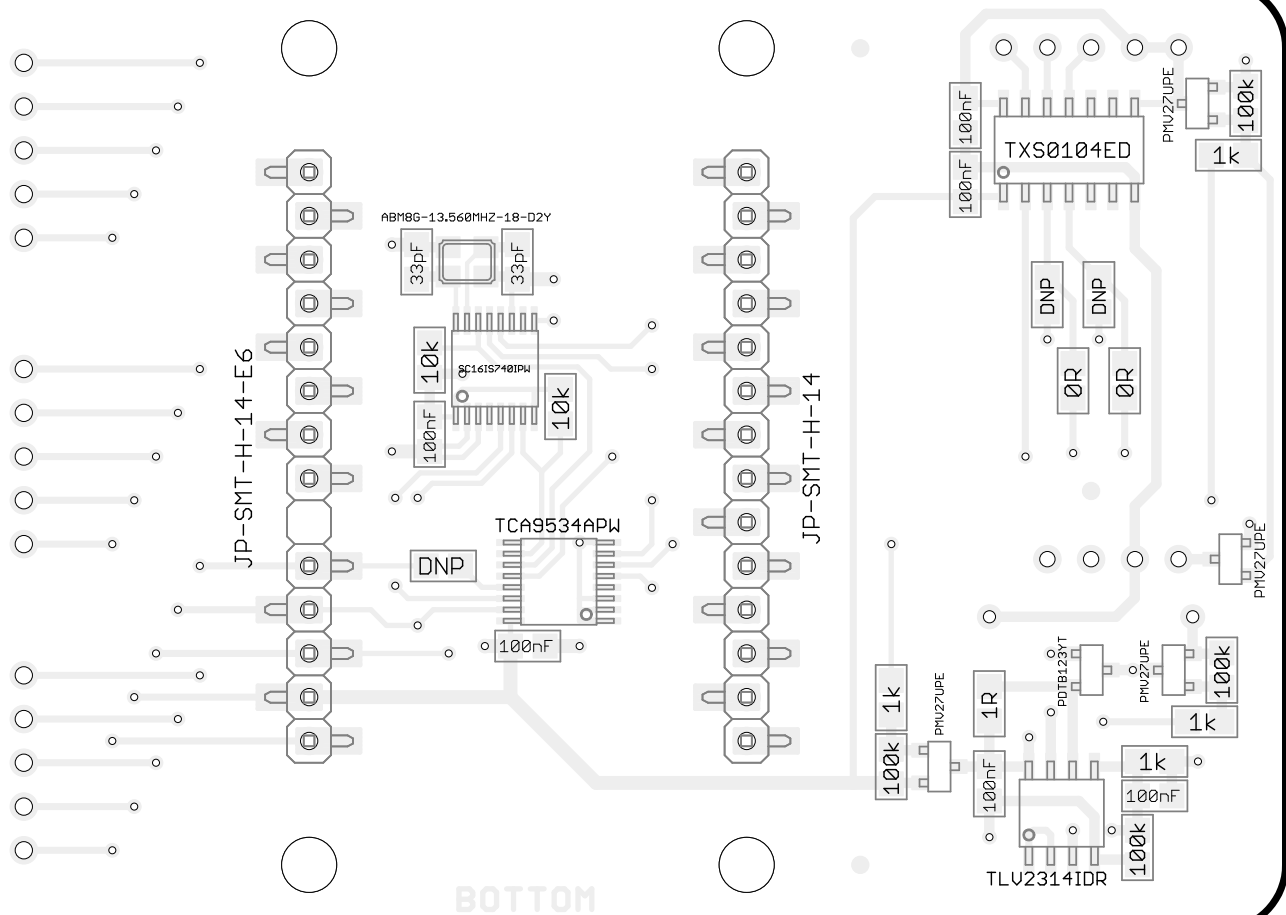 PMV27UPE
100k
100nF
TXS0104ED
1k
100nF
ABM8G-13.560MHZ-18-D2Y
33pF
33pF
DNP
DNP
10k
SC16IS740IPW
0R
0R
10k
100nF
JP-SMT-H-14-E6
JP-SMT-H-14
TCA9534APW
DNP
PMV27UPE
100nF
PDTB123YT
PMV27UPE
100k
1k
1R
PMV27UPE
1k
100k
100nF
1k
100nF
100k
TLV2314IDR
BOTTOM